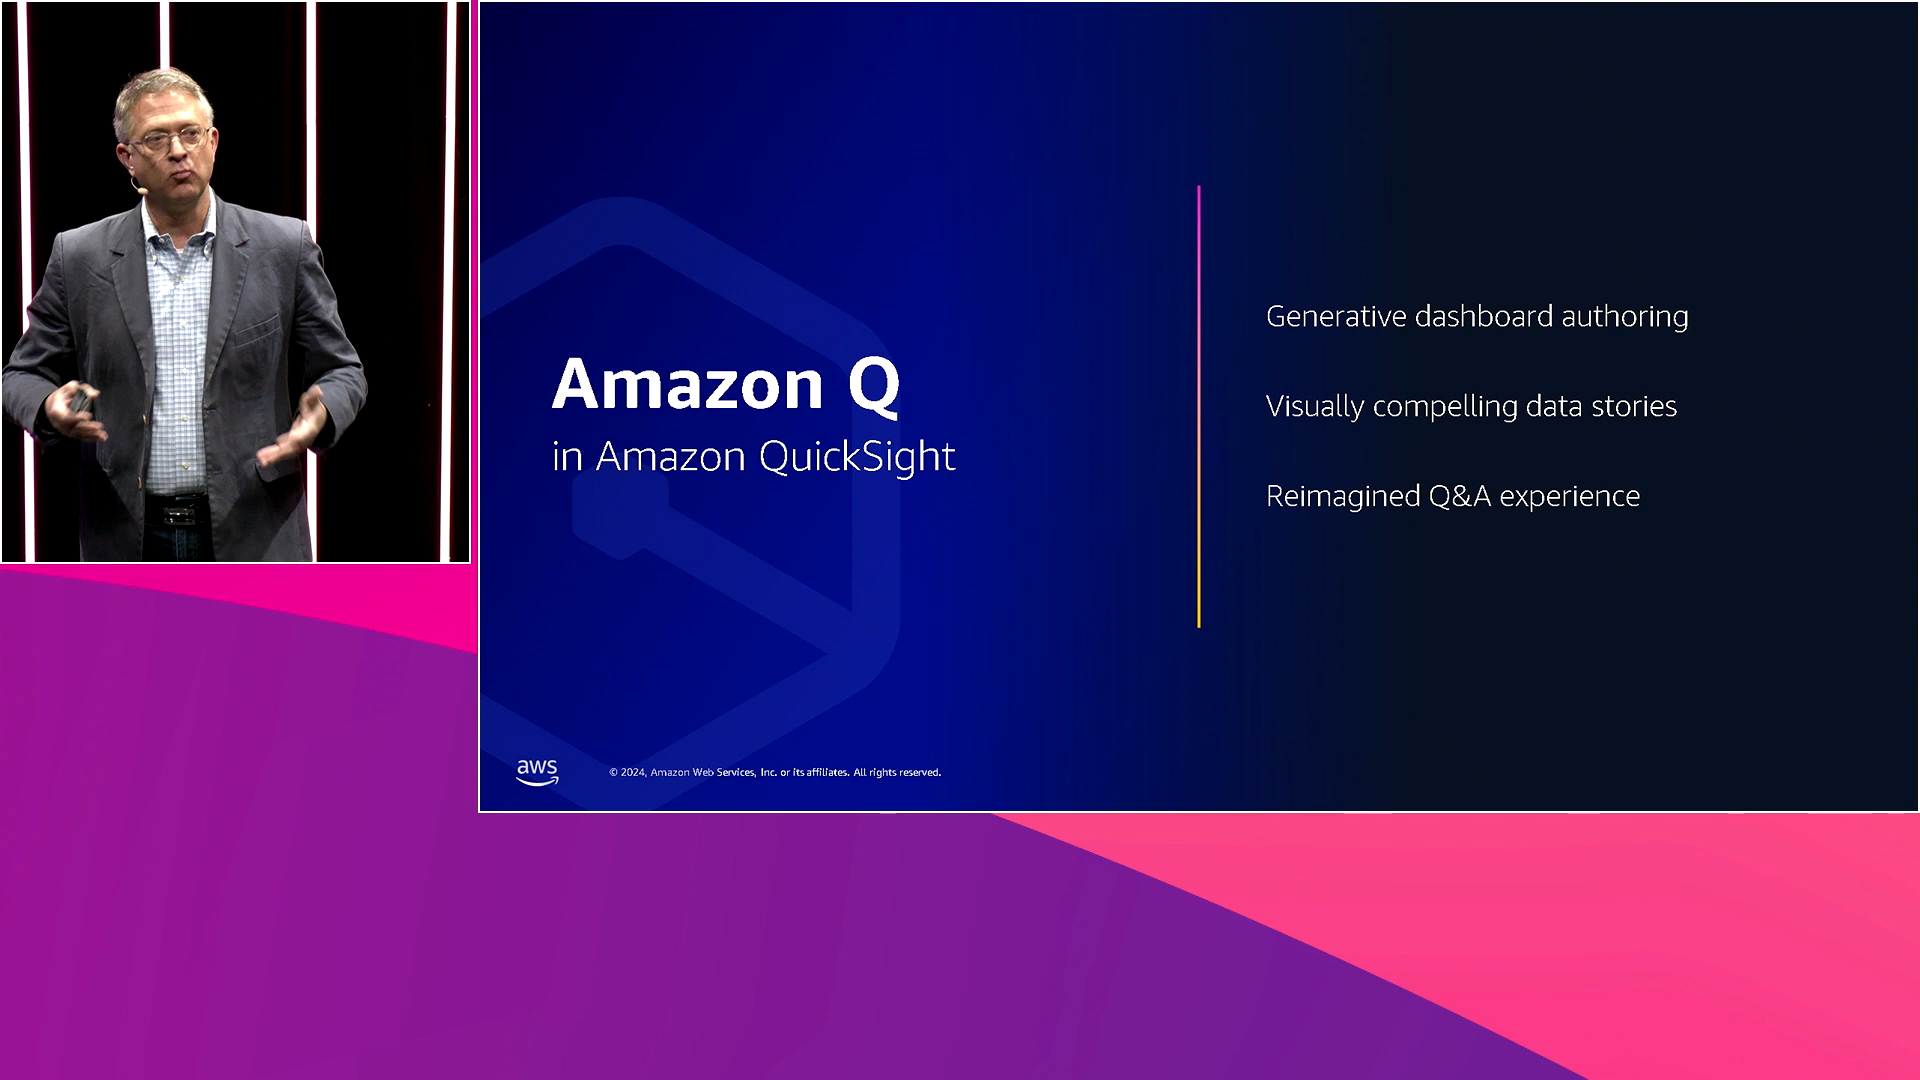 Amazon Q
in Amazon QuickSight
Generative dashboard authoring
Visually compelling data stories
Reimagined Q&A experience
aws
© 2024, Amazon Web Services, Inc. or its affiliates. All rights reserved.